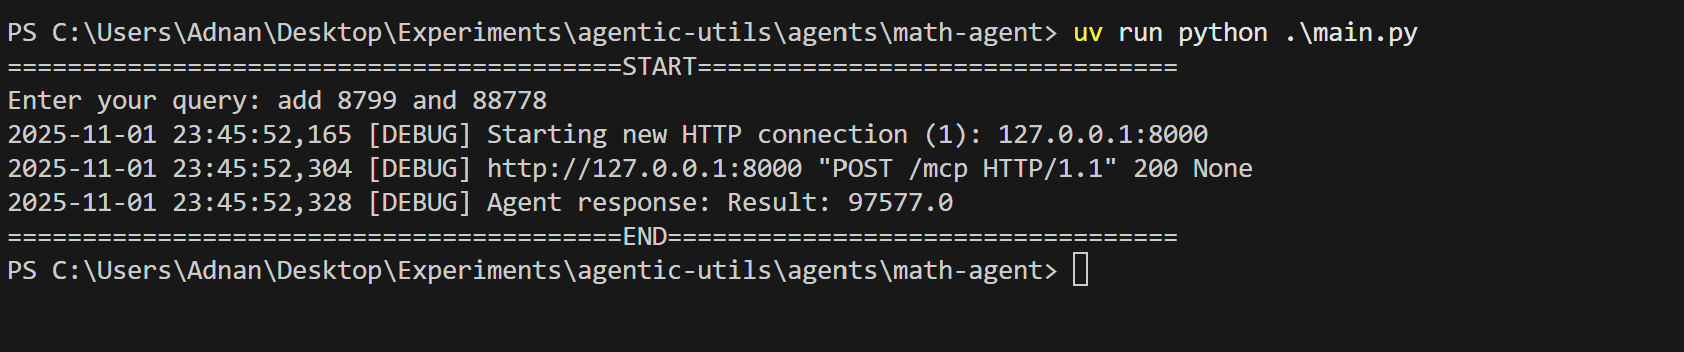 PS C:\Users\Adnan\Desktop\Experiments\agentic-utils\agents\math-agent> uv run python .\main.py
=========================================START================================
Enter your query: add 8799 and 88778
2025-11-01 23:45:52,165 [DEBUG] Starting new HTTP connection (1): 127.0.0.1:8000
2025-11-01 23:45:52,304 [DEBUG] http://127.0.0.1:8000 "POST /mcp HTTP/1.1" 200 None
2025-11-01 23:45:52,328 [DEBUG] Agent response: Result: 97577.0
=========================================END==================================
PS C:\Users\Adnan\Desktop\Experiments\agentic-utils\agents\math-agent>